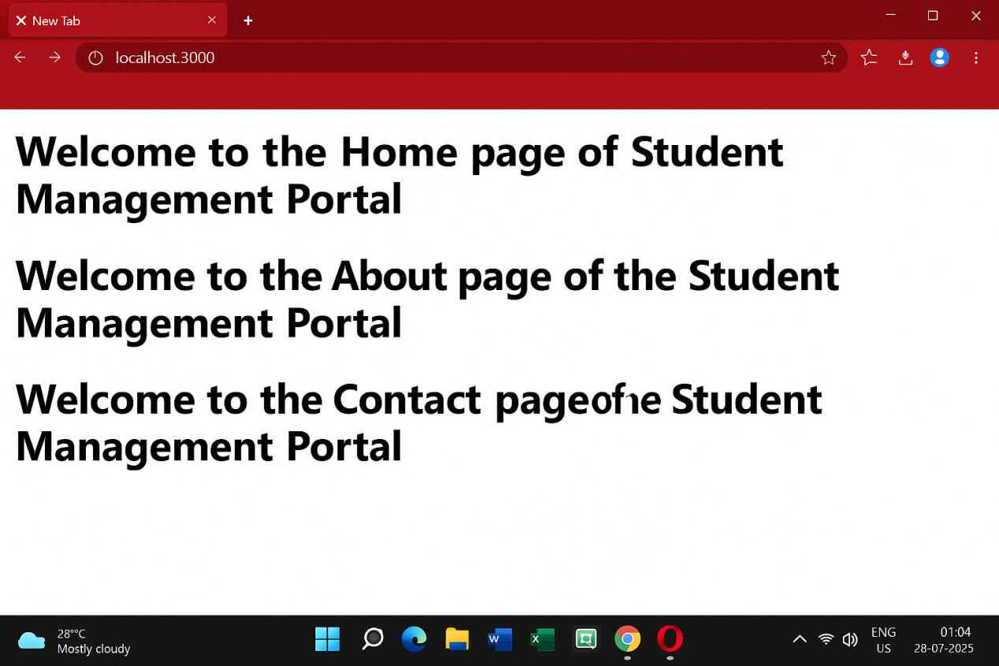 New Tab
localhost.3000
Welcome to the Home page of Student
Management Portal
Welcome to the About page of the Student
Management Portal
Welcome to the Contact page Student
Management Portal
28°°C
Mostly cloudy
W
X
ENG
US
01:04
28-07-2025